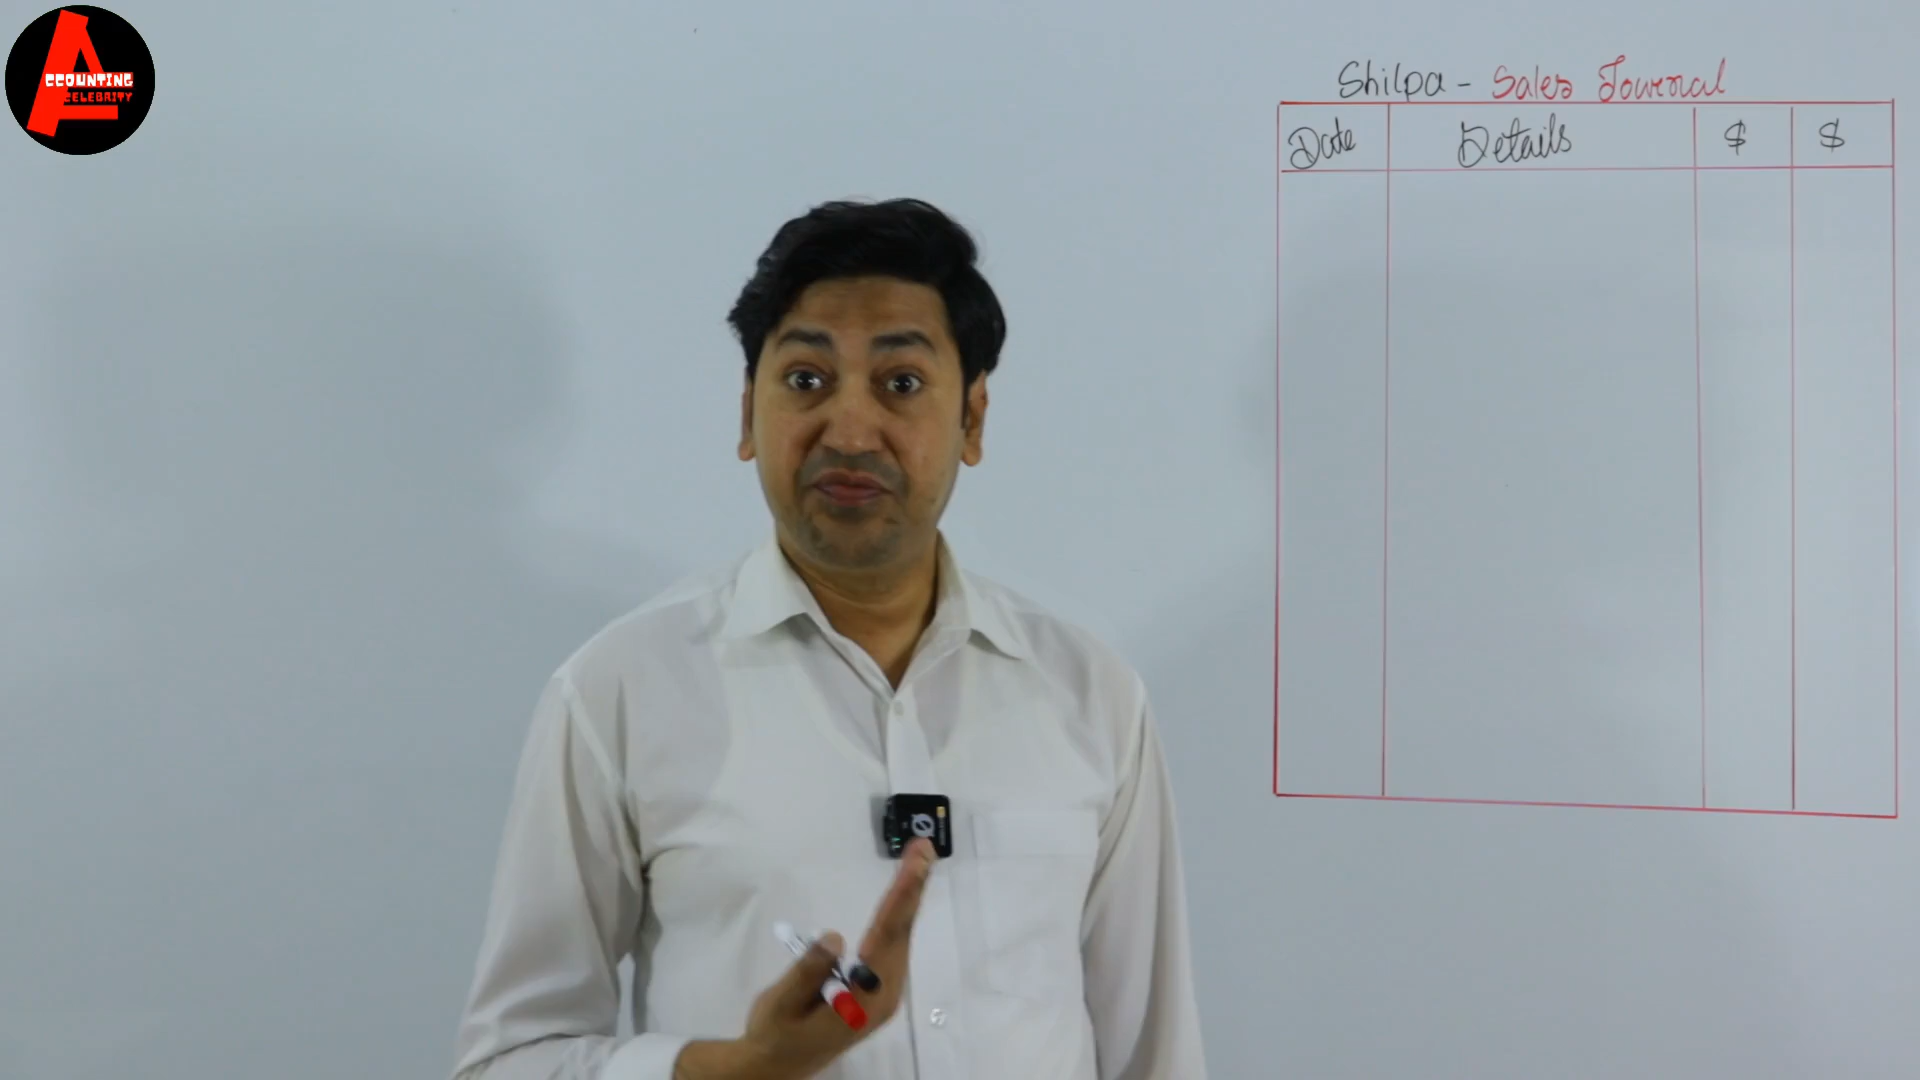 ACCOUNTING
CELEBRITY
Shilpa - Sales Journal
Date Details $ $